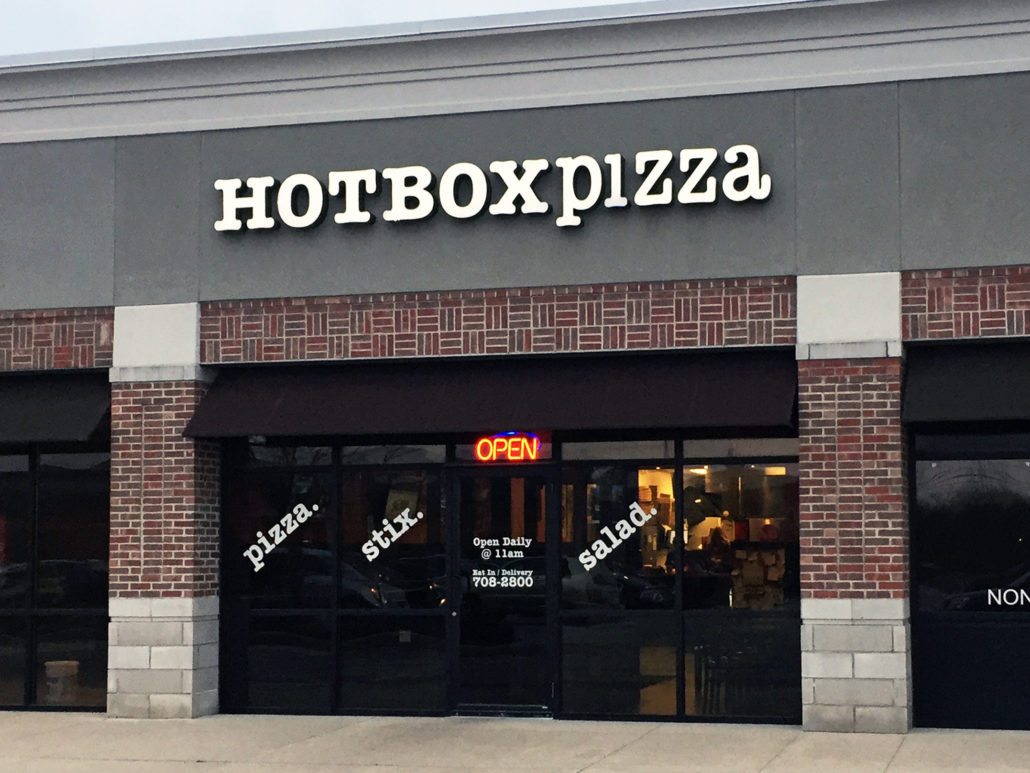 HOTBOXpizza
OPEN
pizza.
stix.
salad.
Open Daily
@ 11am
Eat In / Delivery
708-2800
NON